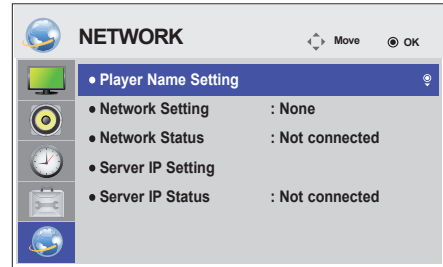 NETWORK Move OK
● Player Name Setting
● Network Setting : None
● Network Status : Not connected
● Server IP Setting
● Server IP Status : Not connected